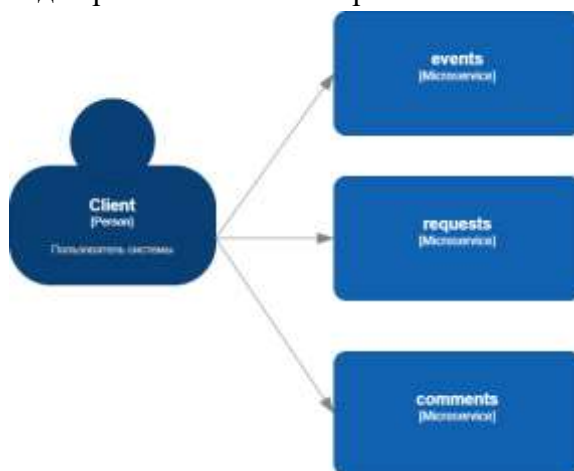 Client
[Person]
Пользователь системы
events
[Microservice]
requests
[Microservice]
comments
[Microservice]